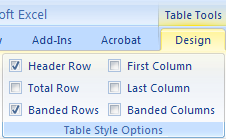 oft Excel Table Tools
Add-Ins Acrobat Design
Header Row First Column
Total Row Last Column
Banded Rows Banded Columns
Table Style Options